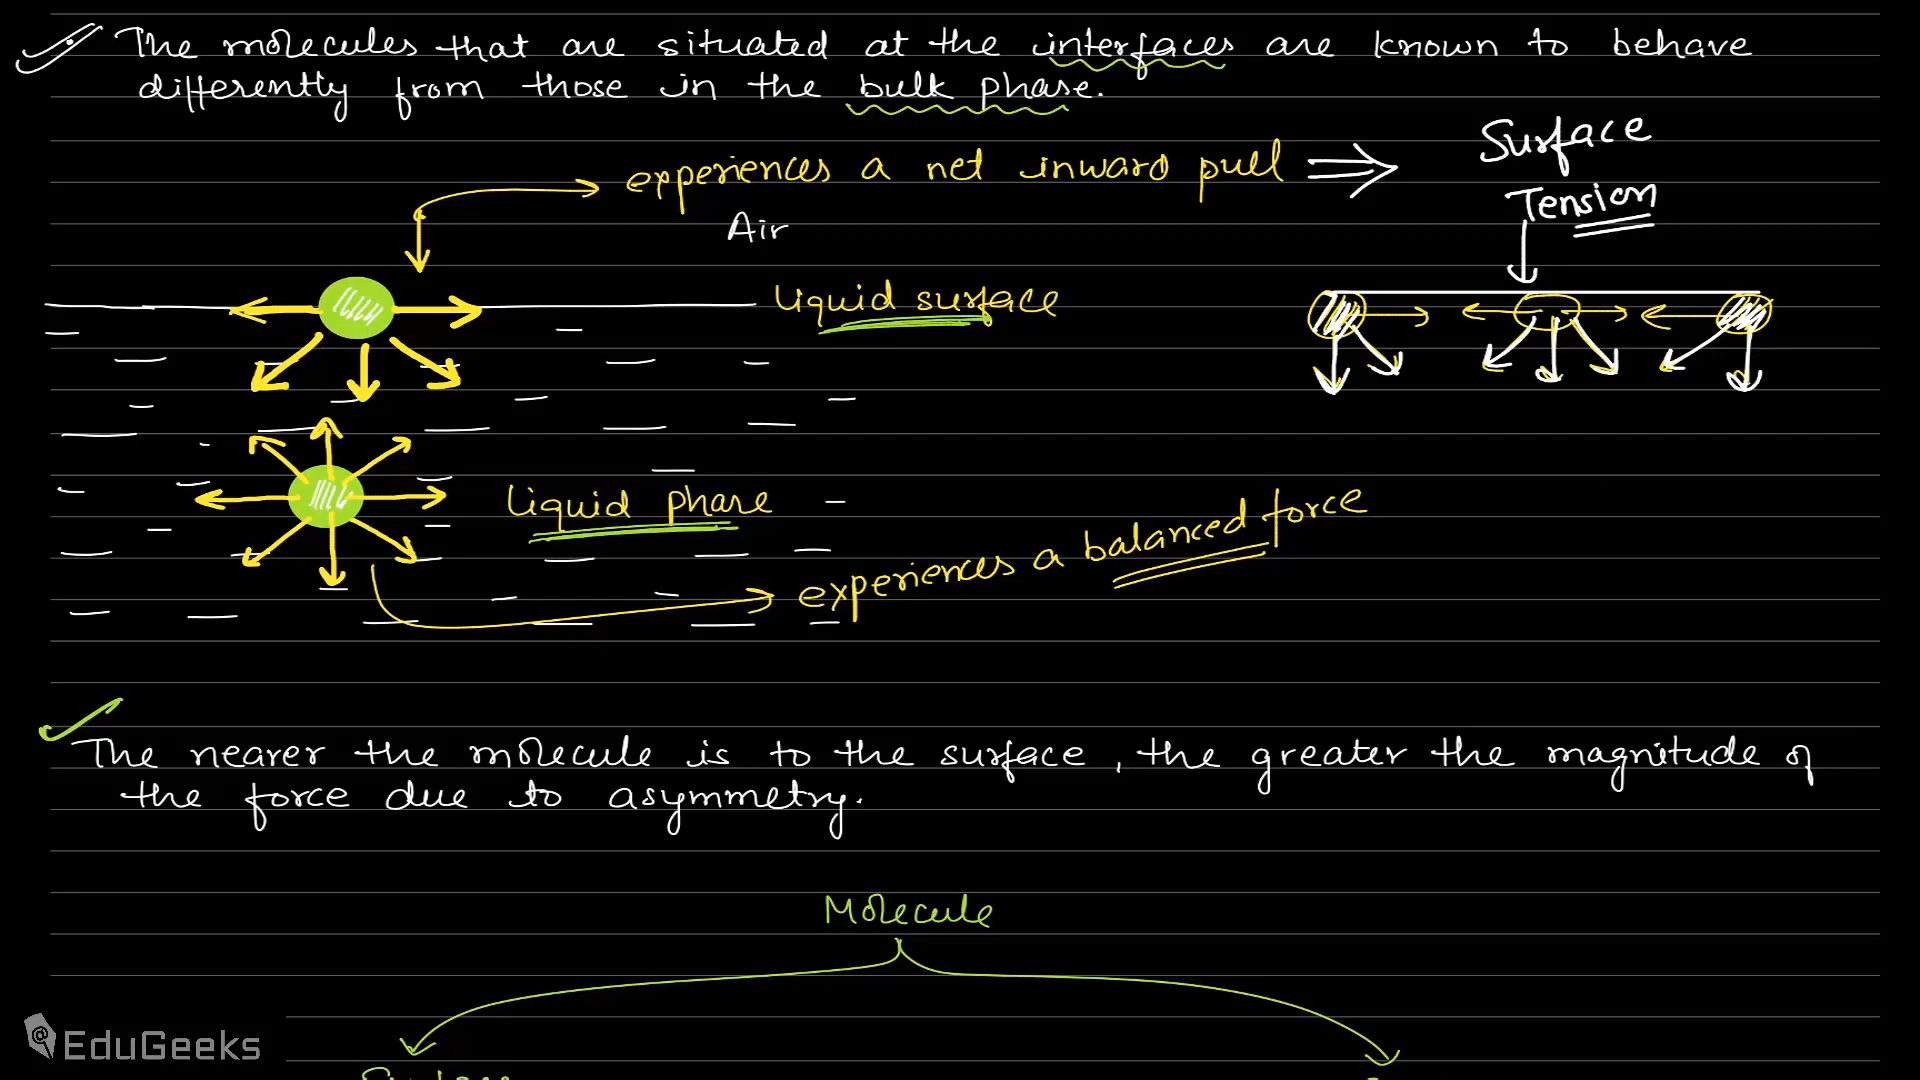 The molecules that are situated at the interfaces are known to behave
differently from those in the bulk phase.
experiences a net inward pull
Surface
Tension
Air
liquid surface
liquid phase
experiences a balanced force
The nearer the molecule is to the surface, the greater the magnitude of
the force due to asymmetry.
Molecule
@ EduGeeks